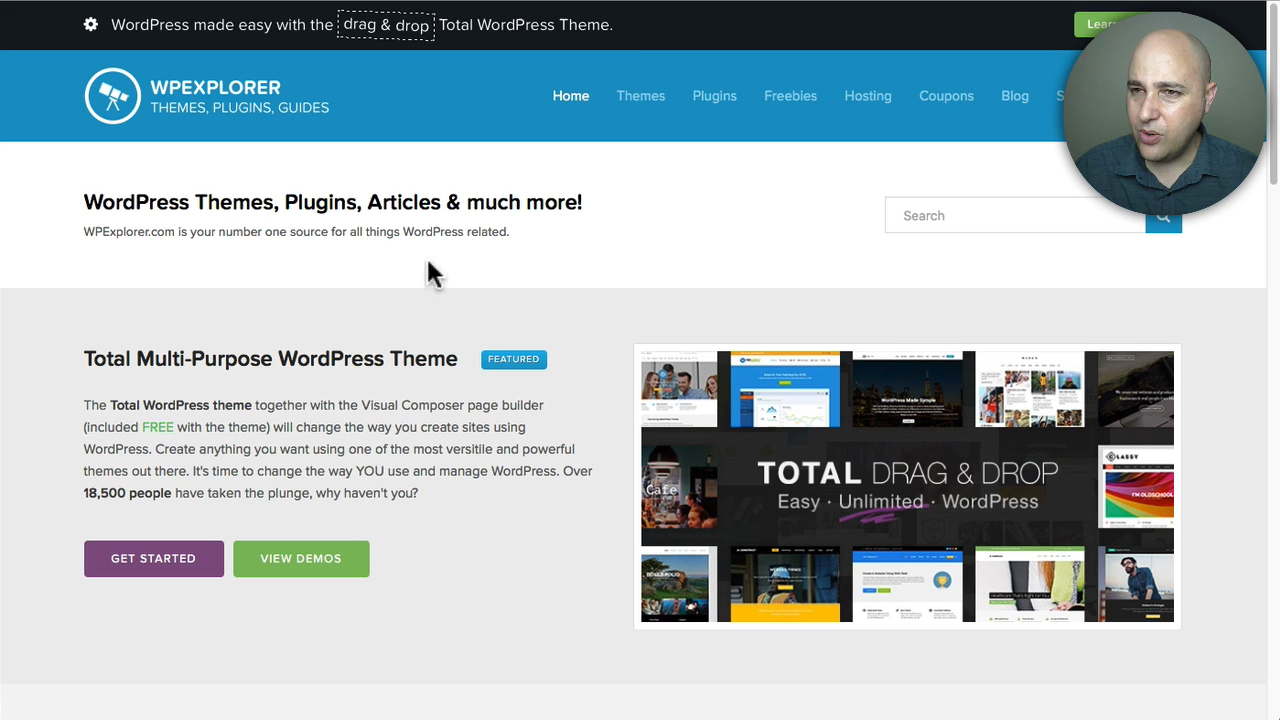 WordPress made easy with the drag & drop Total WordPress Theme.
WPEXPLORER
THEMES, PLUGINS, GUIDES
Home Themes Plugins Freebies Hosting Coupons Blog
WordPress Themes, Plugins, Articles & much more!
WPExplorer.com is your number one source for all things WordPress related.
Search
Total Multi-Purpose WordPress Theme FEATURED
The Total WordPress theme together with the Visual Composer page builder
(included FREE with the theme) will change the way you create sites using
WordPress. Create anything you want using one of the most versitile and powerful
themes out there. It's time to change the way YOU use and manage WordPress. Over
18,500 people have taken the plunge, why haven't you?
GET STARTED VIEW DEMOS
TOTAL DRAG & DROP
Easy · Unlimited · WordPress
Cafe
CLASSY
I'M OLDSCHOOL